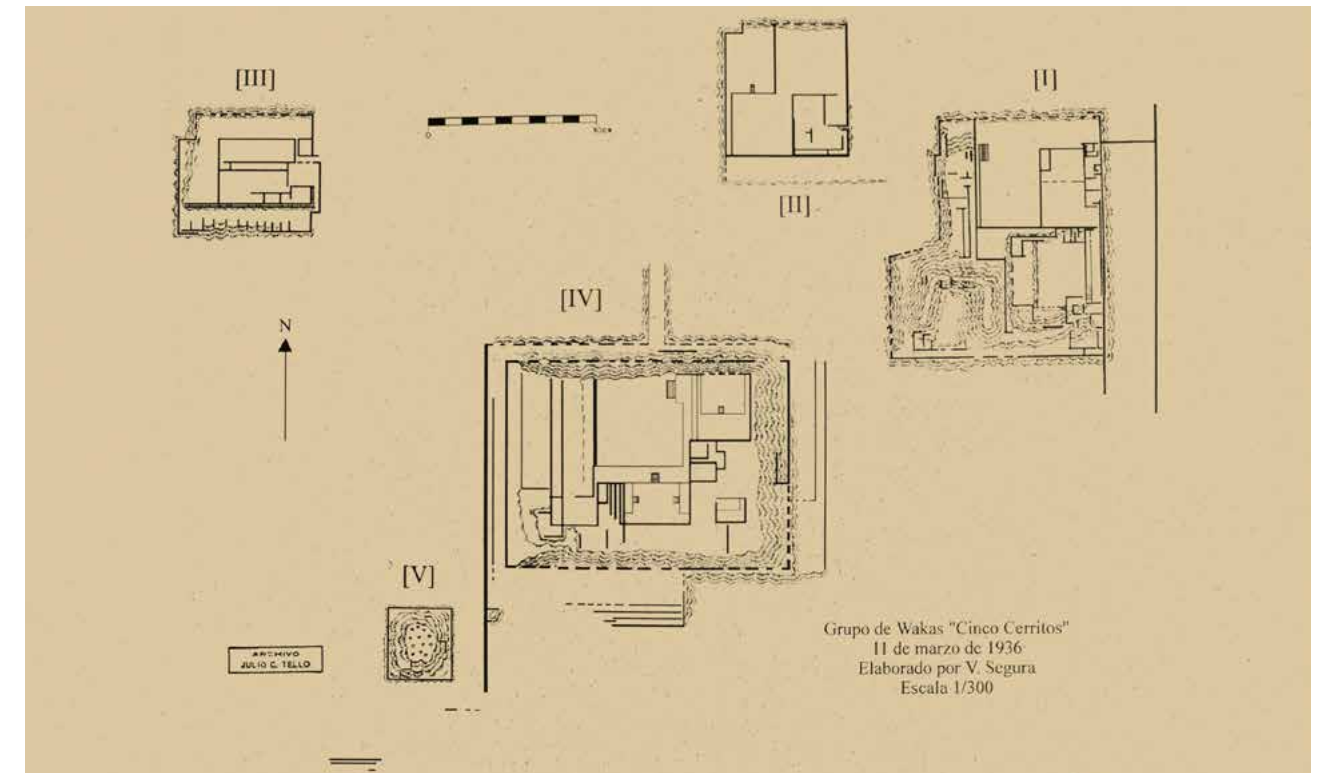 [III]
[I]
[II]
0
N
[IV]
[V]
Grupo de Wakas "Cinco Cerritos"
11 de marzo de 1936
Elaborado por V. Segura
Escala 1/300
ARCHIVO
JULIO C. TELLO